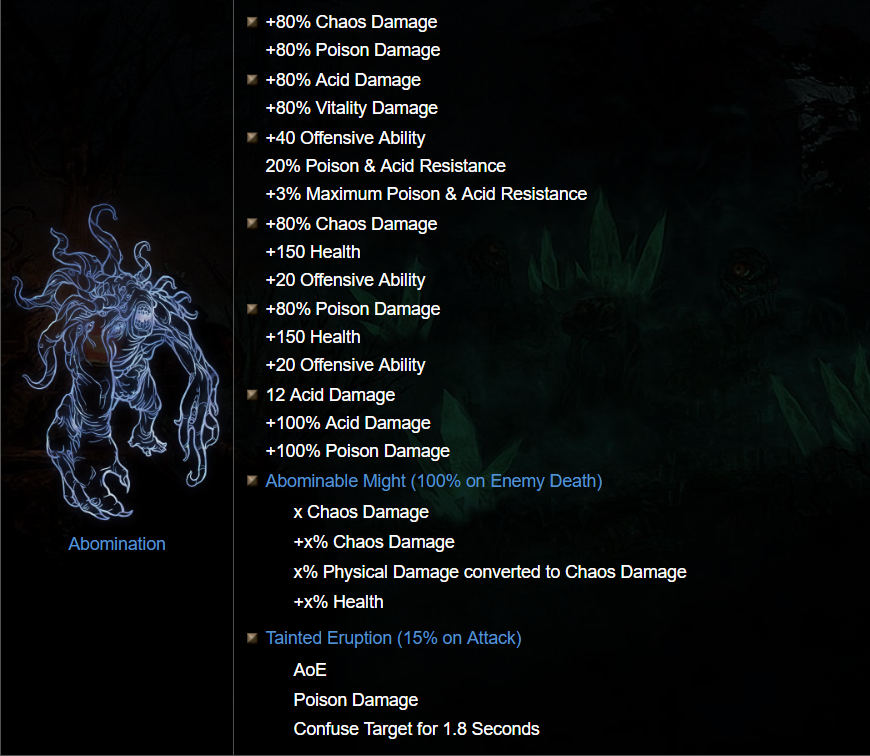 +80% Chaos Damage
+80% Poison Damage
+80% Acid Damage
+80% Vitality Damage
+40 Offensive Ability
20% Poison & Acid Resistance
+3% Maximum Poison & Acid Resistance
+80% Chaos Damage
+150 Health
+20 Offensive Ability
+80% Poison Damage
+150 Health
+20 Offensive Ability
12 Acid Damage
+100% Acid Damage
+100% Poison Damage
Abominable Might (100% on Enemy Death)
x Chaos Damage
+x% Chaos Damage
x% Physical Damage converted to Chaos Damage
+x% Health
Tainted Eruption (15% on Attack)
AoE
Poison Damage
Confuse Target for 1.8 Seconds
Abomination